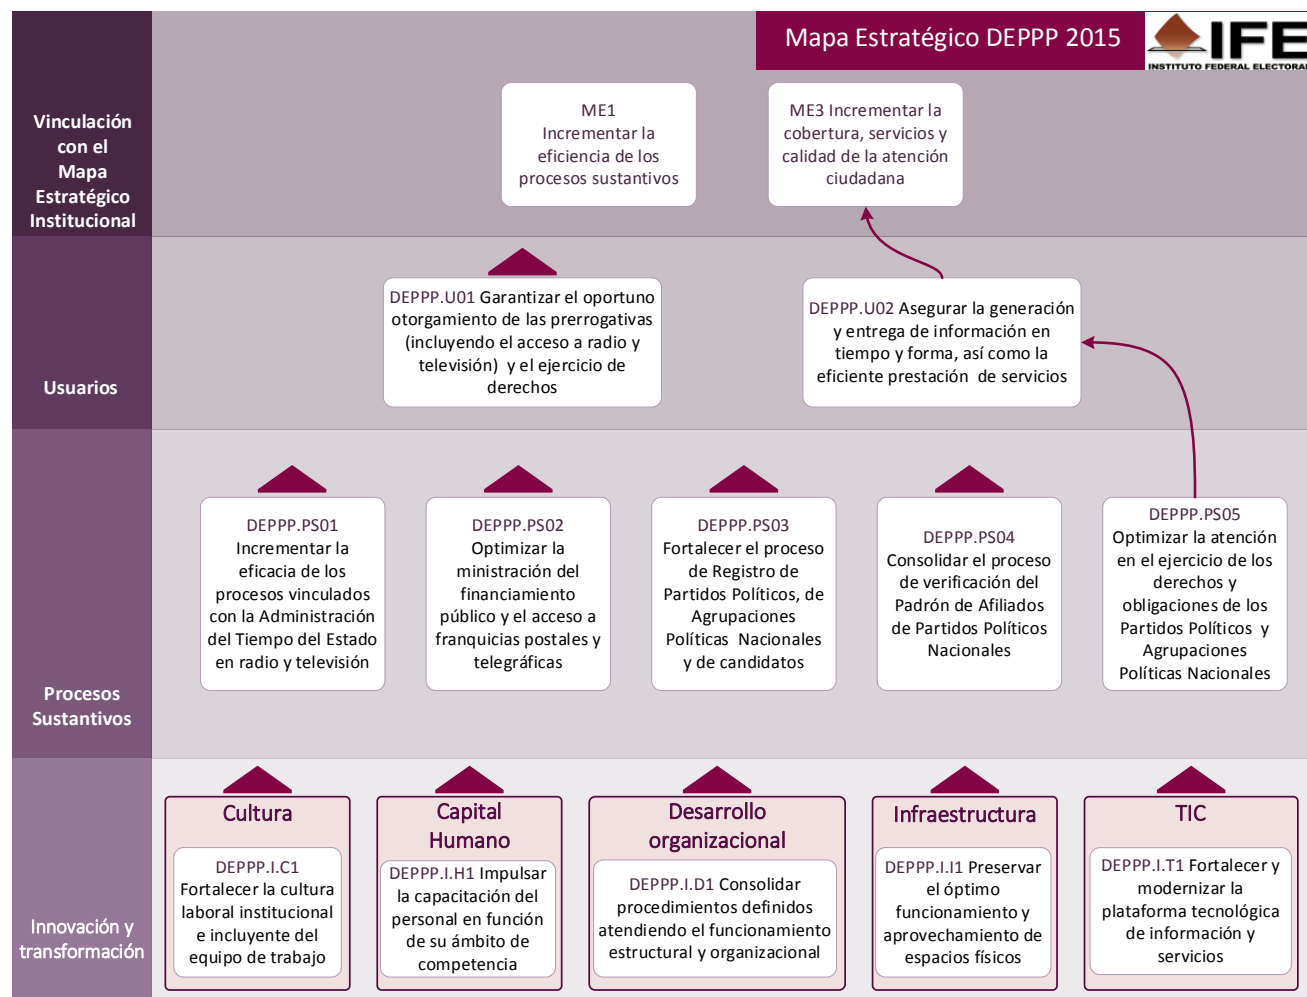 Mapa Estratégico DEPPP 2015
IFE
INSTITUTO FEDERAL ELECTORAL
Vinculación
con el
Mapa
Estratégico
Institucional
ME1
Incrementar la
eficiencia de los
procesos sustantivos
ME3 Incrementar la
cobertura, servicios y
calidad de la atención
ciudadana
Usuarios
DEPPP.U01 Garantizar el oportuno
otorgamiento de las prerrogativas
(incluyendo el acceso a radio y
televisión) y el ejercicio de
derechos
DEPPP.U02 Asegurar la generación
y entrega de información en
tiempo y forma, así como la
eficiente prestación de servicios
Procesos
Sustantivos
DEPPP.PS01
Incrementar la
eficacia de los
procesos vinculados
con la Administración
del Tiempo del Estado
en radio y televisión
DEPPP.PS02
Optimizar la
ministración del
financiamiento
público y el acceso a
franquicias postales y
telegráficas
DEPPP.PS03
Fortalecer el proceso
de Registro de
Partidos Políticos, de
Agrupaciones
Políticas Nacionales
y de candidatos
DEPPP.PS04
Consolidar el proceso
de verificación del
Padrón de Afiliados
de Partidos Políticos
Nacionales
DEPPP.PS05
Optimizar la atención
en el ejercicio de los
derechos y
obligaciones de los
Partidos Políticos y
Agrupaciones
Políticas Nacionales
Innovación y
transformación
Cultura
DEPPP.I.C1
Fortalecer la cultura
laboral institucional
e incluyente del
equipo de trabajo
Capital
Humano
DEPPP.I.H1 Impulsar
la capacitación del
personal en función
de su ámbito de
competencia
Desarrollo
organizacional
DEPPP.I.D1 Consolidar
procedimientos definidos
atendiendo el funcionamiento
estructural y organizacional
Infraestructura
DEPPP.I.I1 Preservar
el óptimo
funcionamiento y
aprovechamiento de
espacios físicos
TIC
DEPPP.I.T1 Fortalecer y
modernizar la
plataforma tecnológica
de información y
servicios